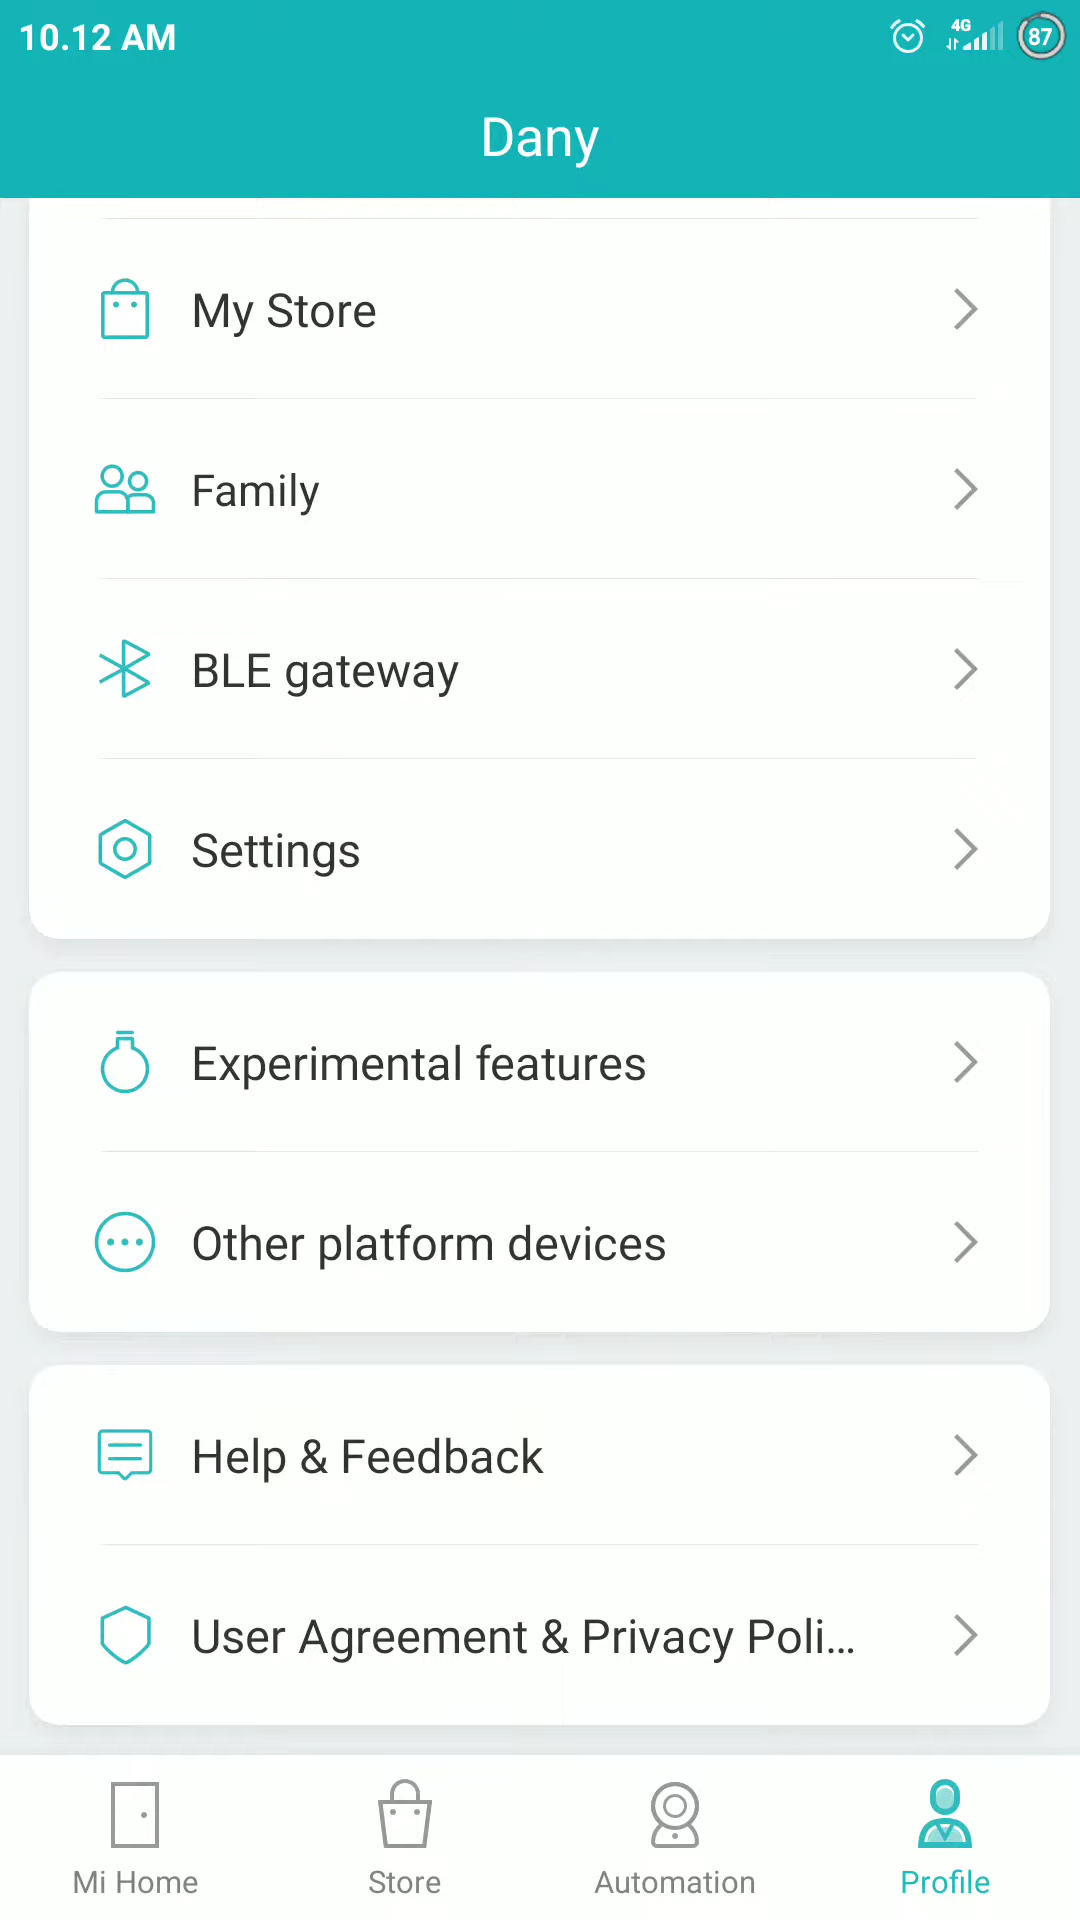 10.12 AM
4G
87
Dany
My Store
Family
BLE gateway
Settings
Experimental features
Other platform devices
Help & Feedback
User Agreement & Privacy Poli...
Mi Home
Store
Automation
Profile